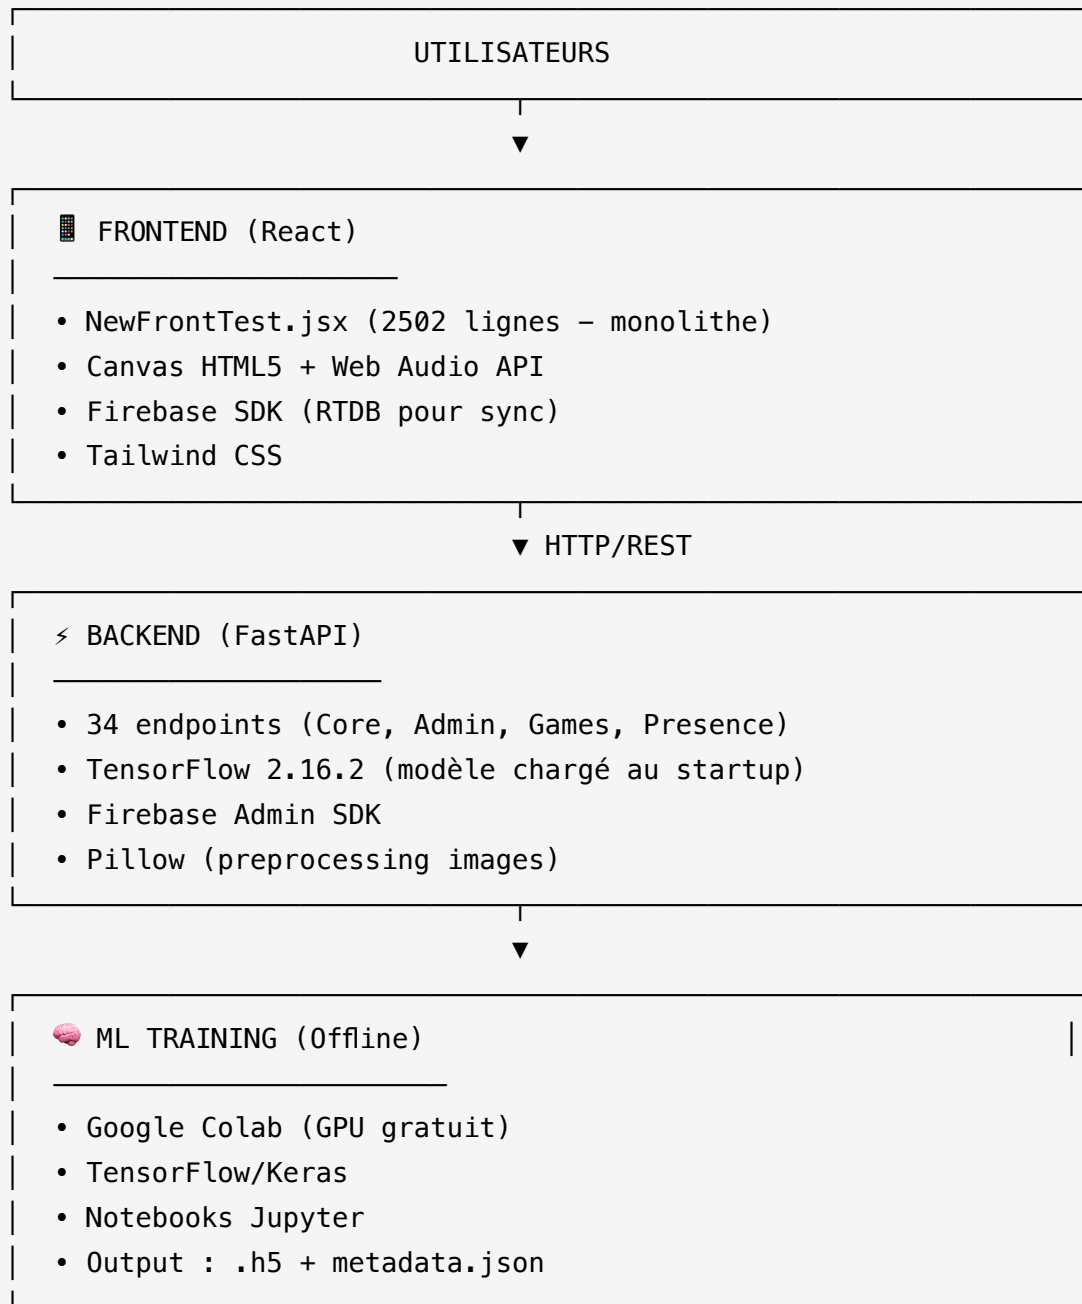 UTILISATEURS
▼
📱 FRONTEND (React)
─────────────────────
• NewFrontTest.jsx (2502 lignes – monolithe)
• Canvas HTML5 + Web Audio API
• Firebase SDK (RTDB pour sync)
• Tailwind CSS
▼ HTTP/REST
⚡ BACKEND (FastAPI)
────────────────────
• 34 endpoints (Core, Admin, Games, Presence)
• TensorFlow 2.16.2 (modèle chargé au startup)
• Firebase Admin SDK
• Pillow (preprocessing images)
▼
🧠 ML TRAINING (Offline)
────────────────────────
• Google Colab (GPU gratuit)
• TensorFlow/Keras
• Notebooks Jupyter
• Output : .h5 + metadata.json